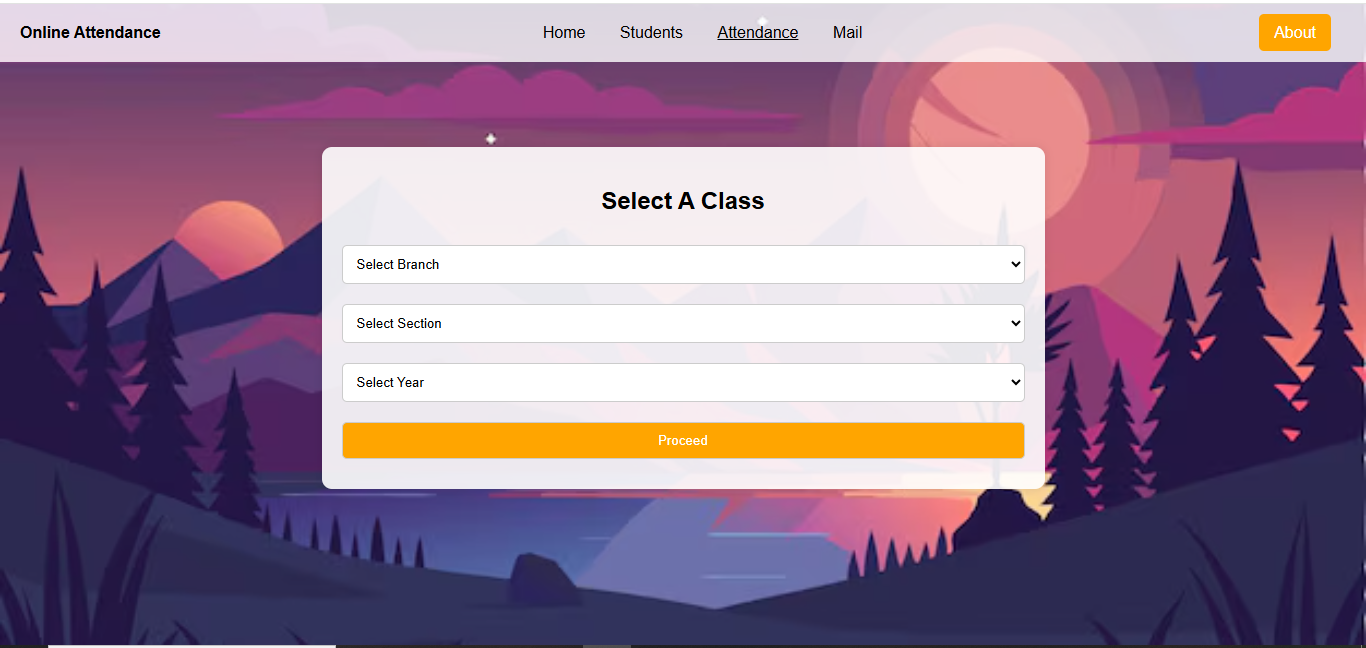 Online Attendance Home Students Attendance Mail About
Select A Class
Select Branch
Select Section
Select Year
Proceed